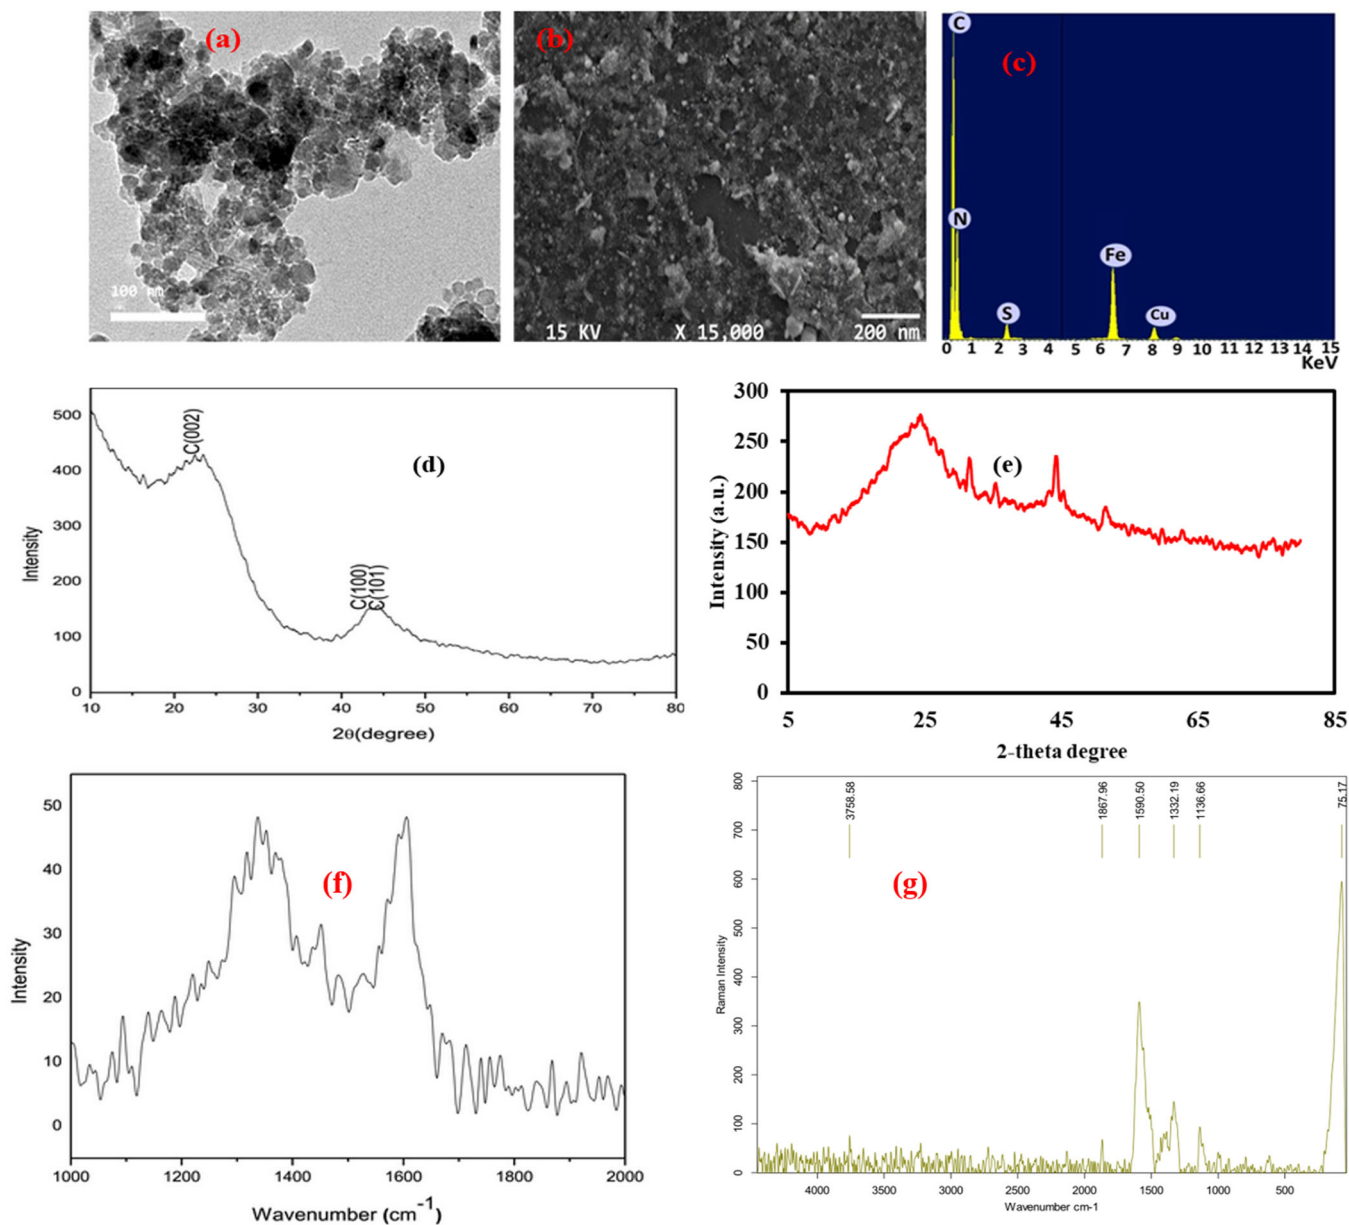 (a)
100 nm
(b)
15 KV X 15,000 200 nm
(c)
C
N
S
Fe
Cu
0 1 2 3 4 5 6 7 8 9 10 11 12 13 14 15
KeV
500
400
300
200
100
0
Intensity
C(002)
C(100)
C(101)
(d)
10 20 30 40 50 60 70 80
2θ(degree)
300
250
200
150
100
50
0
Intensity (a.u.)
(e)
5 25 45 65 85
2-theta degree
50
40
30
20
10
0
Intensity
(f)
1000 1200 1400 1600 1800 2000
Wavenumber (cm-1)
800
700
600
500
400
300
200
100
0
Raman Intensity
3758.58
1867.96
1590.50
1332.19
1136.66
75.17
(g)
4000 3500 3000 2500 2000 1500 1000 500
Wavenumber cm-1